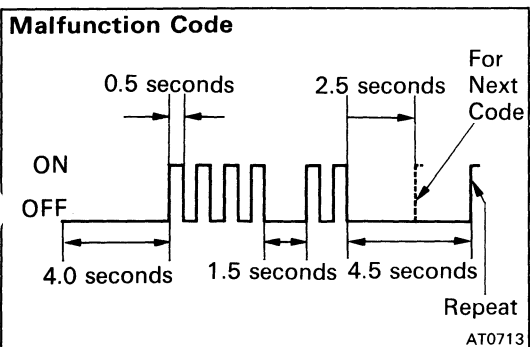 Malfunction Code
For
Next
Code
0.5 seconds
2.5 seconds
ON
OFF
4.0 seconds
1.5 seconds
4.5 seconds
Repeat
AT0713